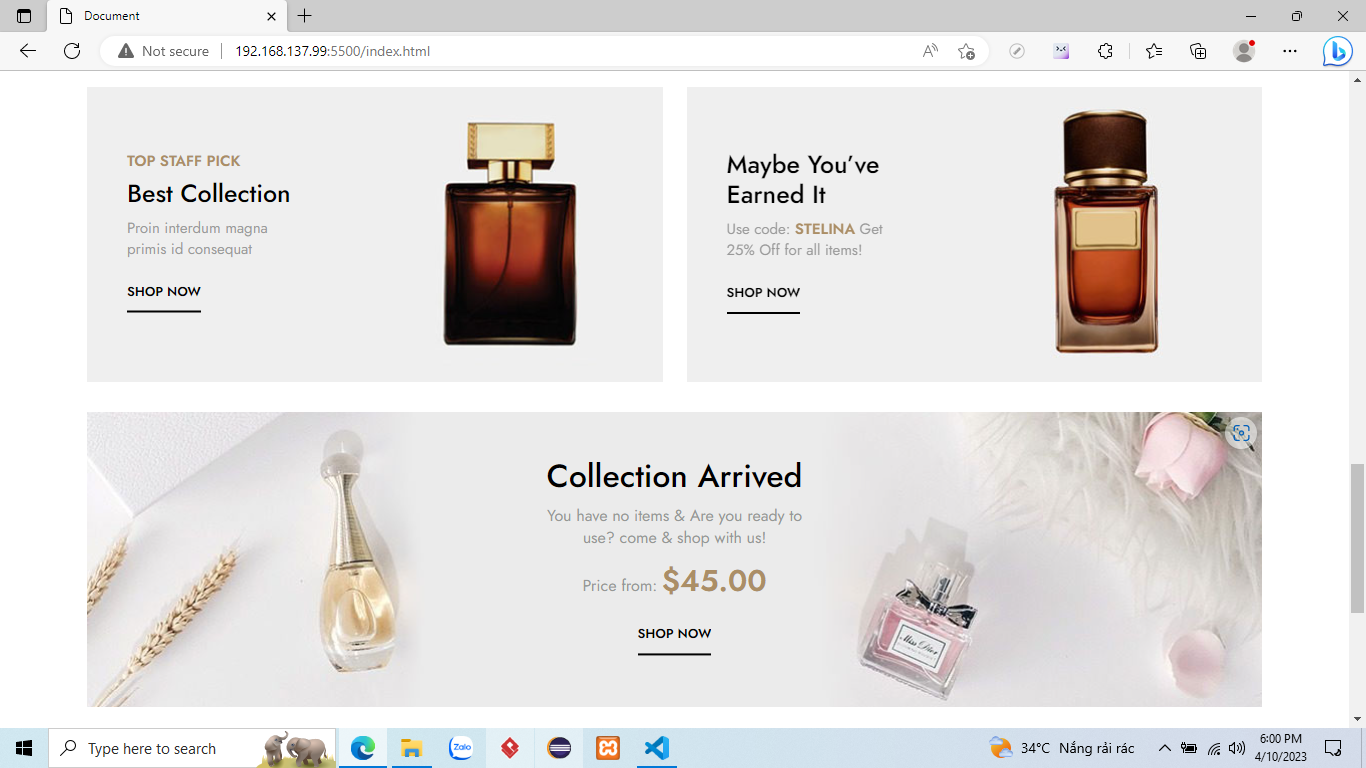 Document
Not secure
192.168.137.99:5500/index.html
TOP STAFF PICK
Best Collection
Proin interdum magna
primis id consequat
SHOP NOW
Maybe You’ve
Earned It
Use code: STELINA Get
25% Off for all items!
SHOP NOW
Collection Arrived
You have no items & Are you ready to
use? come & shop with us!
Price from: $45.00
SHOP NOW
Miss Dior
Type here to search
Zalo
34°C Nắng rải rác
6:00 PM
4/10/2023